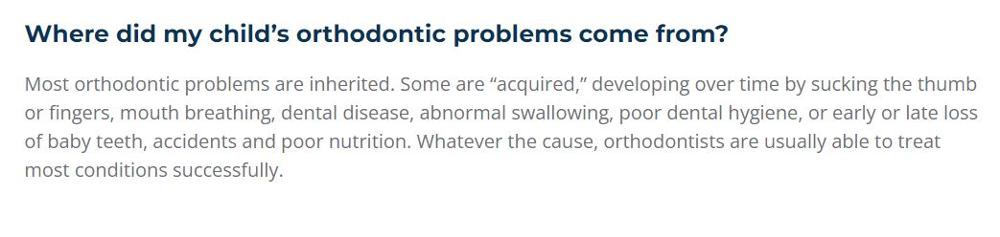 Where did my child’s orthodontic problems come from?
Most orthodontic problems are inherited. Some are “acquired,” developing over time by sucking the thumb
or fingers, mouth breathing, dental disease, abnormal swallowing, poor dental hygiene, or early or late loss
of baby teeth, accidents and poor nutrition. Whatever the cause, orthodontists are usually able to treat
most conditions successfully.